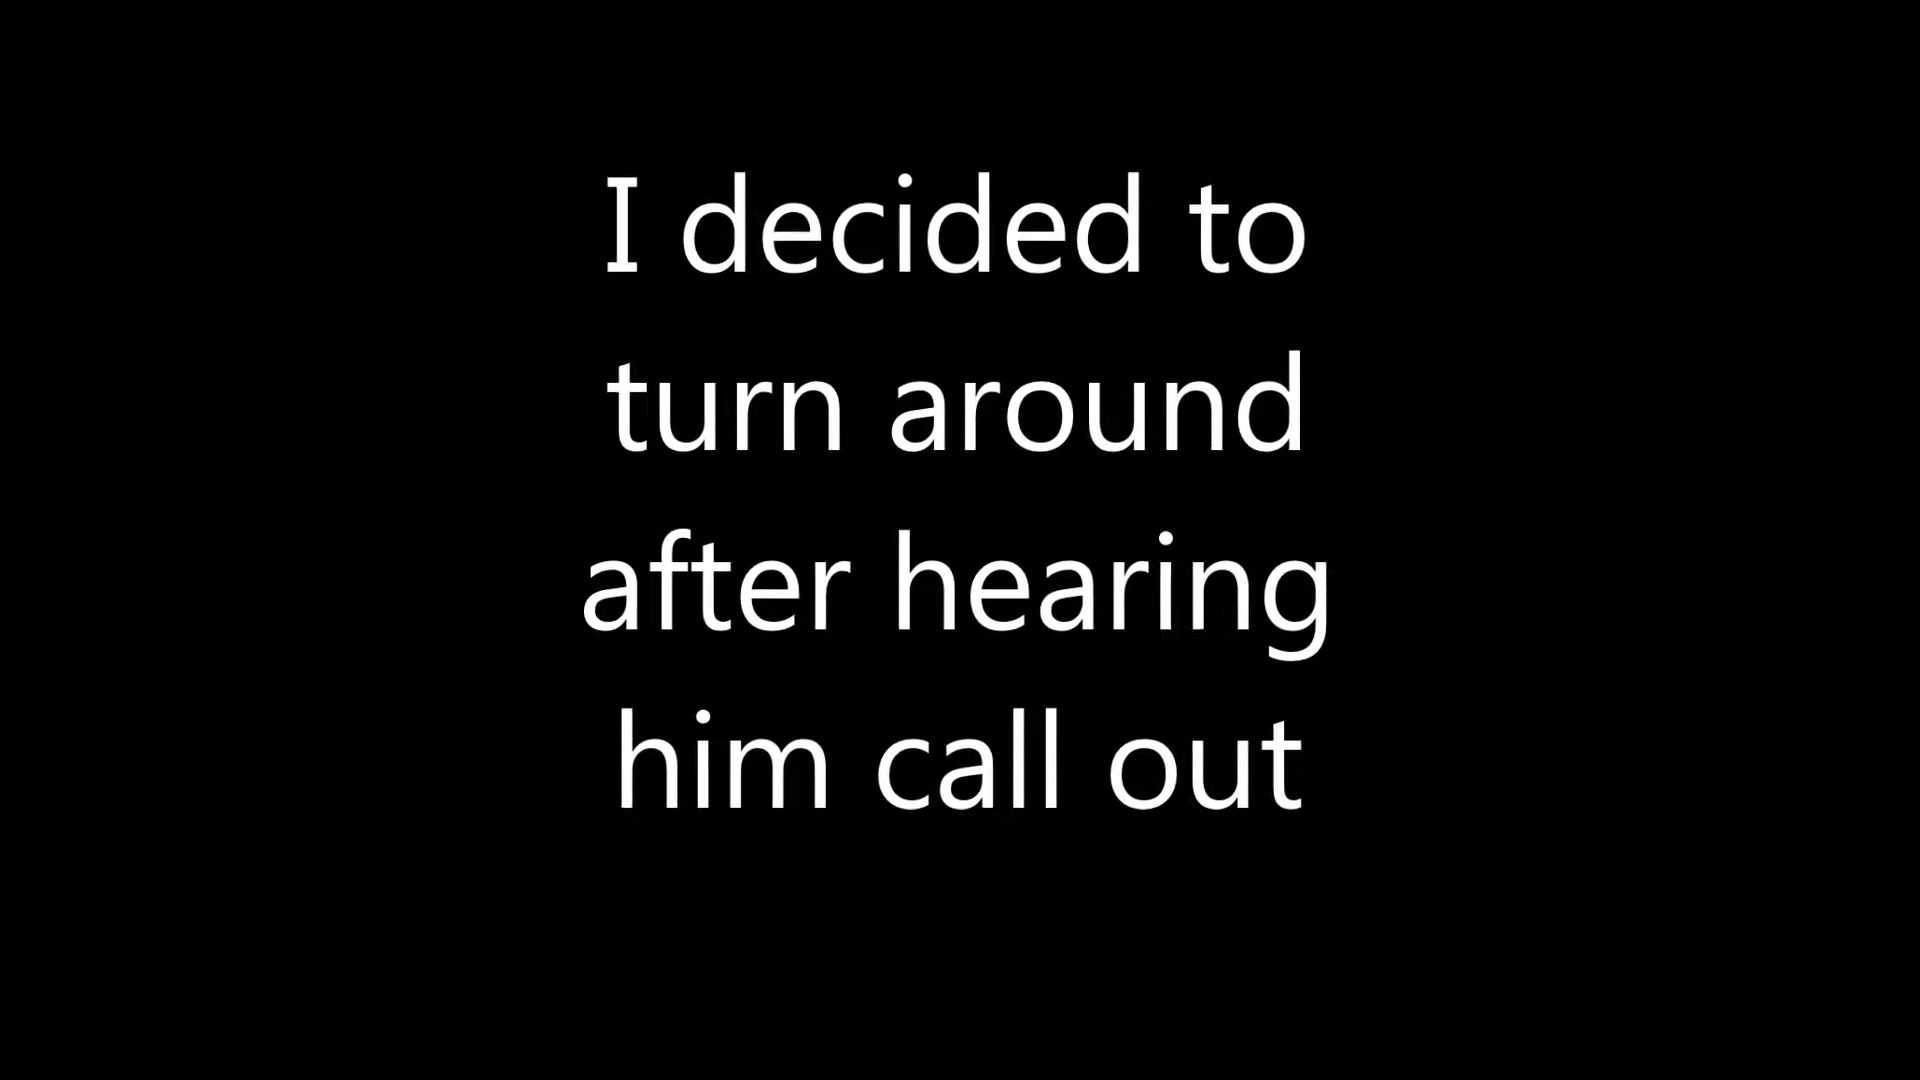 I decided to
turn around
after hearing
him call out